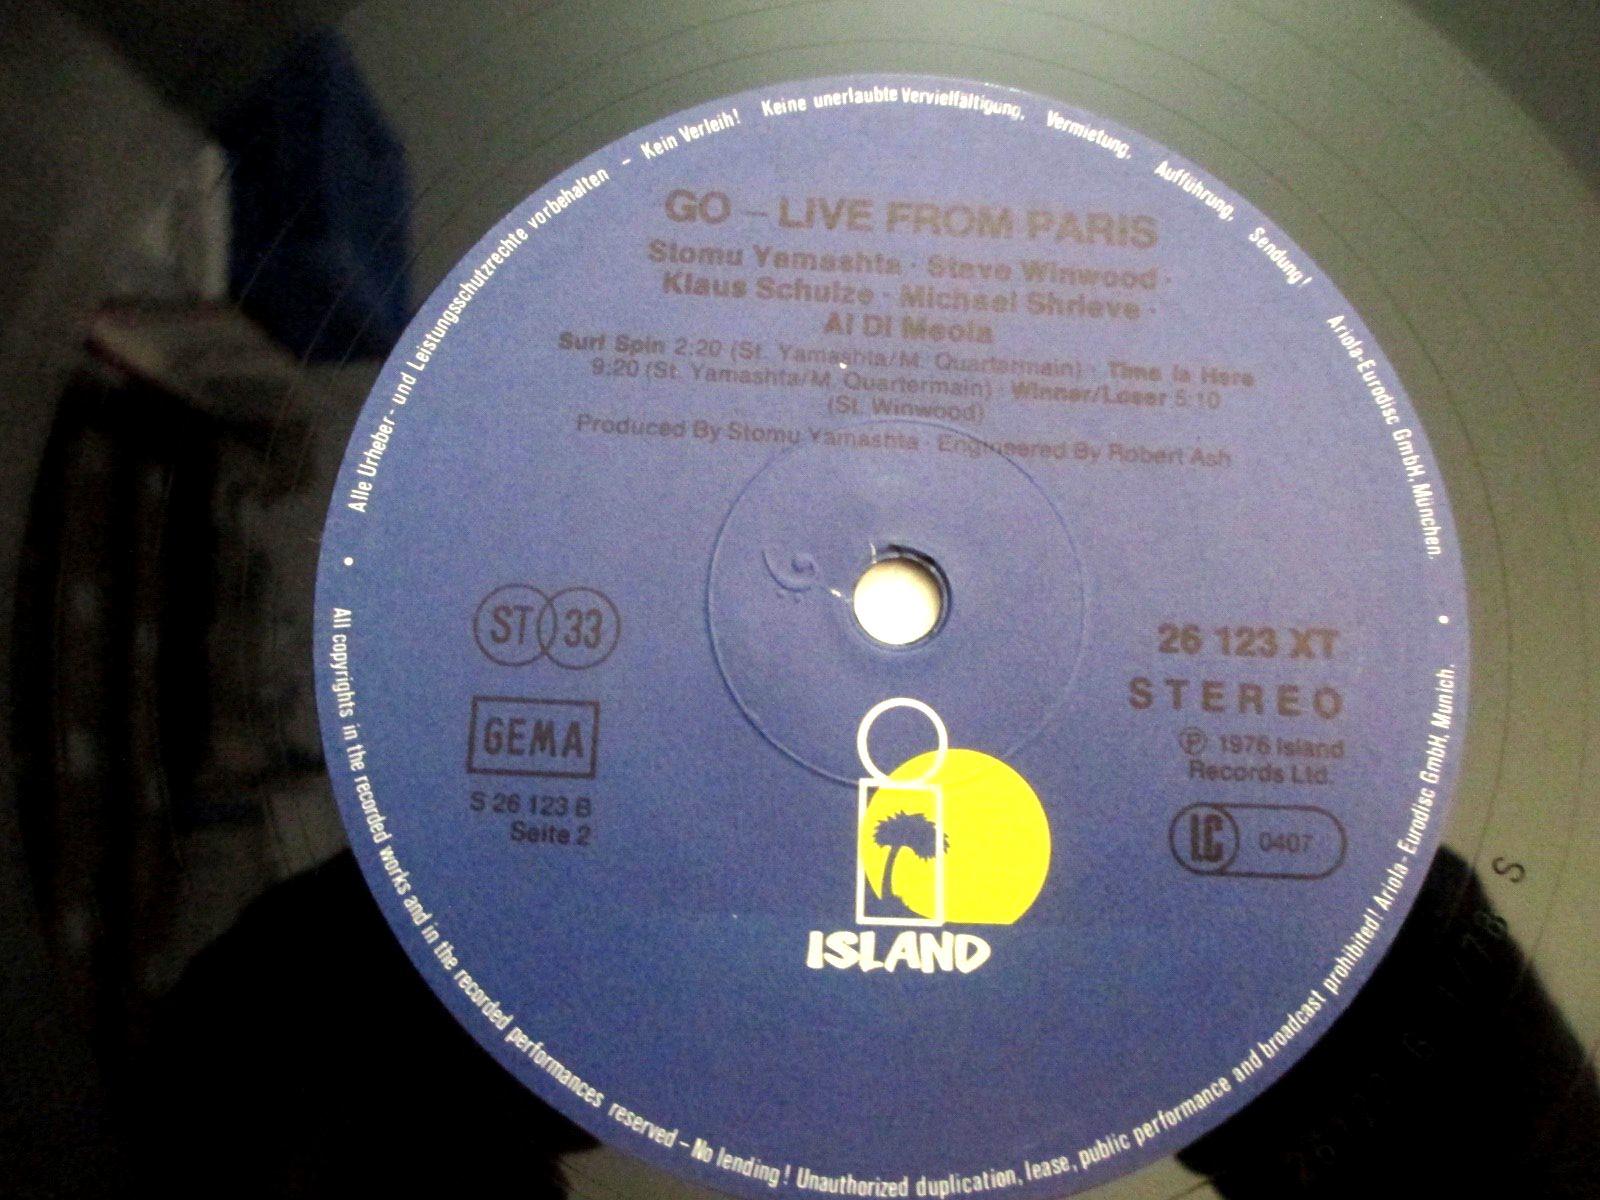 Alle Urheber- und Leistungsschutzrechte vorbehalten – Kein Verleih! Keine unerlaubte Vervielfältigung, Vermietung, Aufführung, Sendung! Ariola-Eurodisc GmbH, München.
GO – LIVE FROM PARIS
Stomu Yamashta · Steve Winwood ·
Klaus Schulze · Michael Shrieve ·
Al Di Meola
Surf Spin 2:20 (St. Yamashta/M. Quartermain) · Time Is Here
9:20 (St. Yamashta/M. Quartermain) · Winner/Loser 5:10
(St. Winwood)
Produced By Stomu Yamashta · Engineered By Robert Ash
ST 33
GEMA
S 26 123 B
Seite 2
26 123 XT
STEREO
Ⓟ 1976 Island
Records Ltd.
LC 0407
ISLAND
All copyrights in the recorded works and in the recorded performances reserved – No lending! Unauthorized duplication, lease, public performance and broadcast prohibited! Ariola-Eurodisc GmbH, Munich.
S